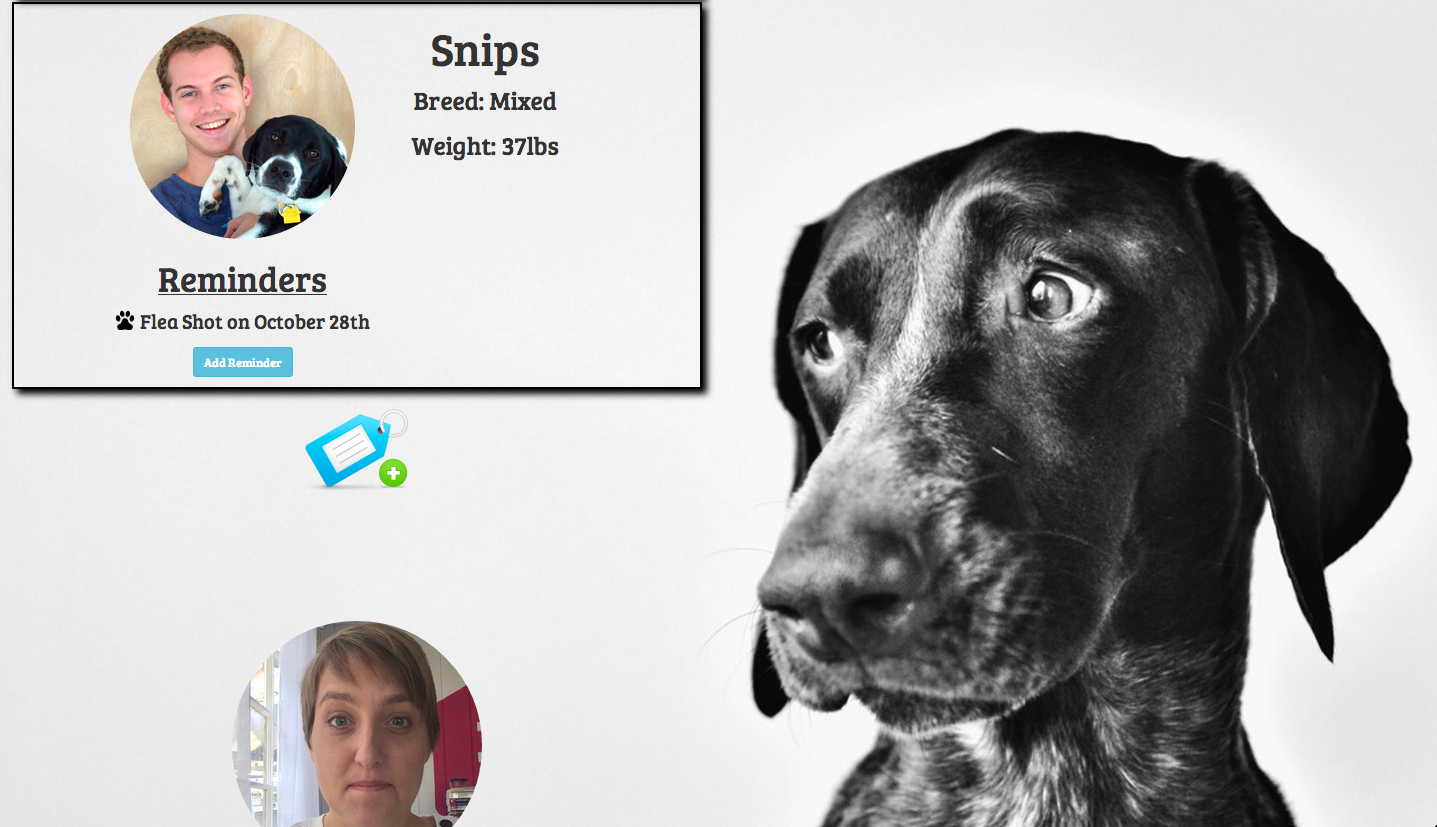 Snips
Breed: Mixed
Weight: 37lbs
Reminders
Flea Shot on October 28th
Add Reminder